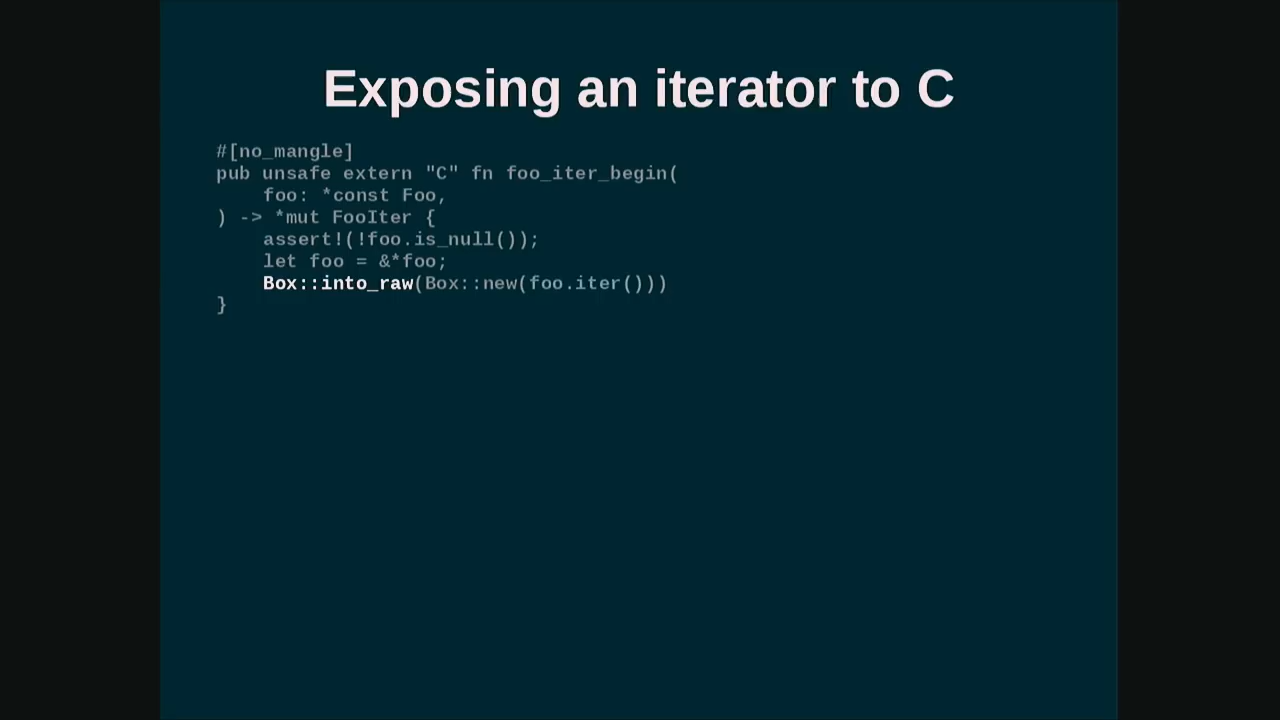 Exposing an iterator to C
#[no_mangle]
pub unsafe extern "C" fn foo_iter_begin(
    foo: *const Foo,
) -> *mut FooIter {
    assert!(!foo.is_null());
    let foo = &*foo;
    Box::into_raw(Box::new(foo.iter()))
}